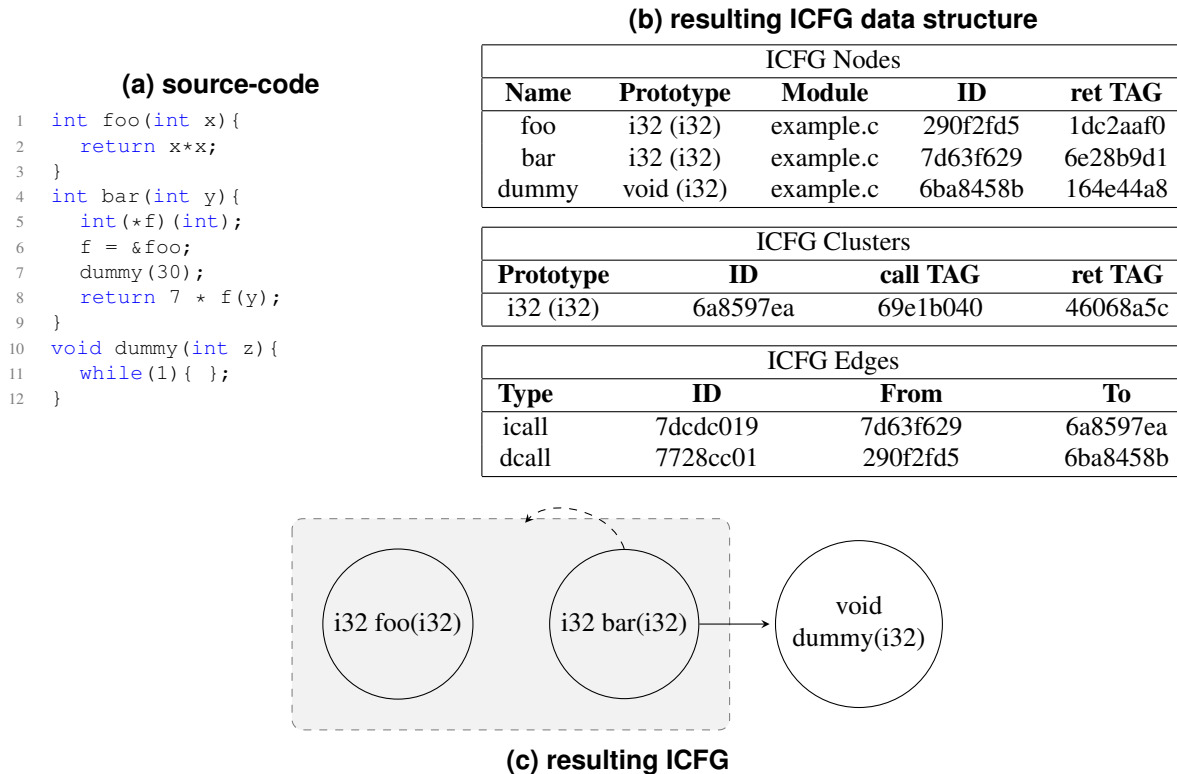 (b) resulting ICFG data structure
(a) source-code
1 int foo(int x){
2 return x*x;
3 }
4 int bar(int y){
5 int(*f)(int);
6 f = &foo;
7 dummy(30);
8 return 7 * f(y);
9 }
10 void dummy(int z){
11 while(1){ };
12 }
ICFG Nodes
Name Prototype Module ID ret TAG
foo i32 (i32) example.c 290f2fd5 1dc2aaf0
bar i32 (i32) example.c 7d63f629 6e28b9d1
dummy void (i32) example.c 6ba8458b 164e44a8
ICFG Clusters
Prototype ID call TAG ret TAG
i32 (i32) 6a8597ea 69e1b040 46068a5c
ICFG Edges
Type ID From To
icall 7dcdc019 7d63f629 6a8597ea
dcall 7728cc01 290f2fd5 6ba8458b
i32 foo(i32)
i32 bar(i32)
void
dummy(i32)
(c) resulting ICFG